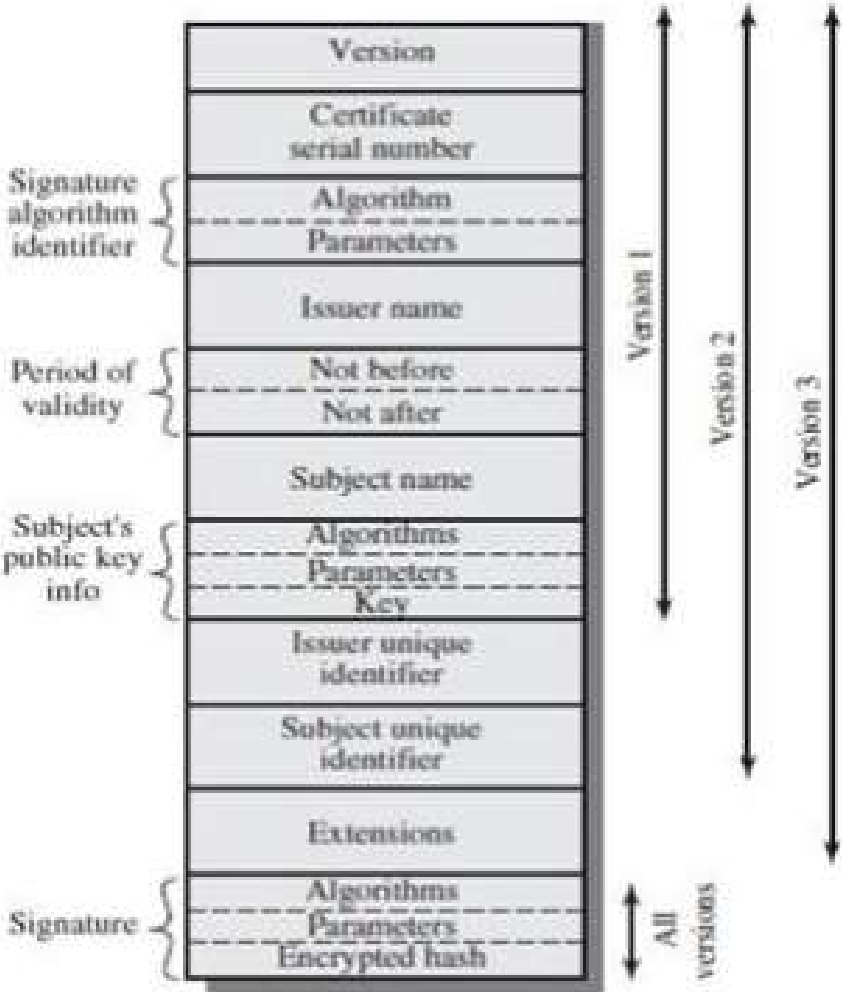 Version
Certificate
serial number
Signature
algorithm
identifier
Algorithm
Parameters
Issuer name
Period of
validity
Not before
Not after
Subject name
Subject's
public key
info
Algorithms
Parameters
Key
Issuer unique
identifier
Subject unique
identifier
Extensions
Signature
Algorithms
Parameters
Encrypted hash
Version 1
Version 2
Version 3
All
versions